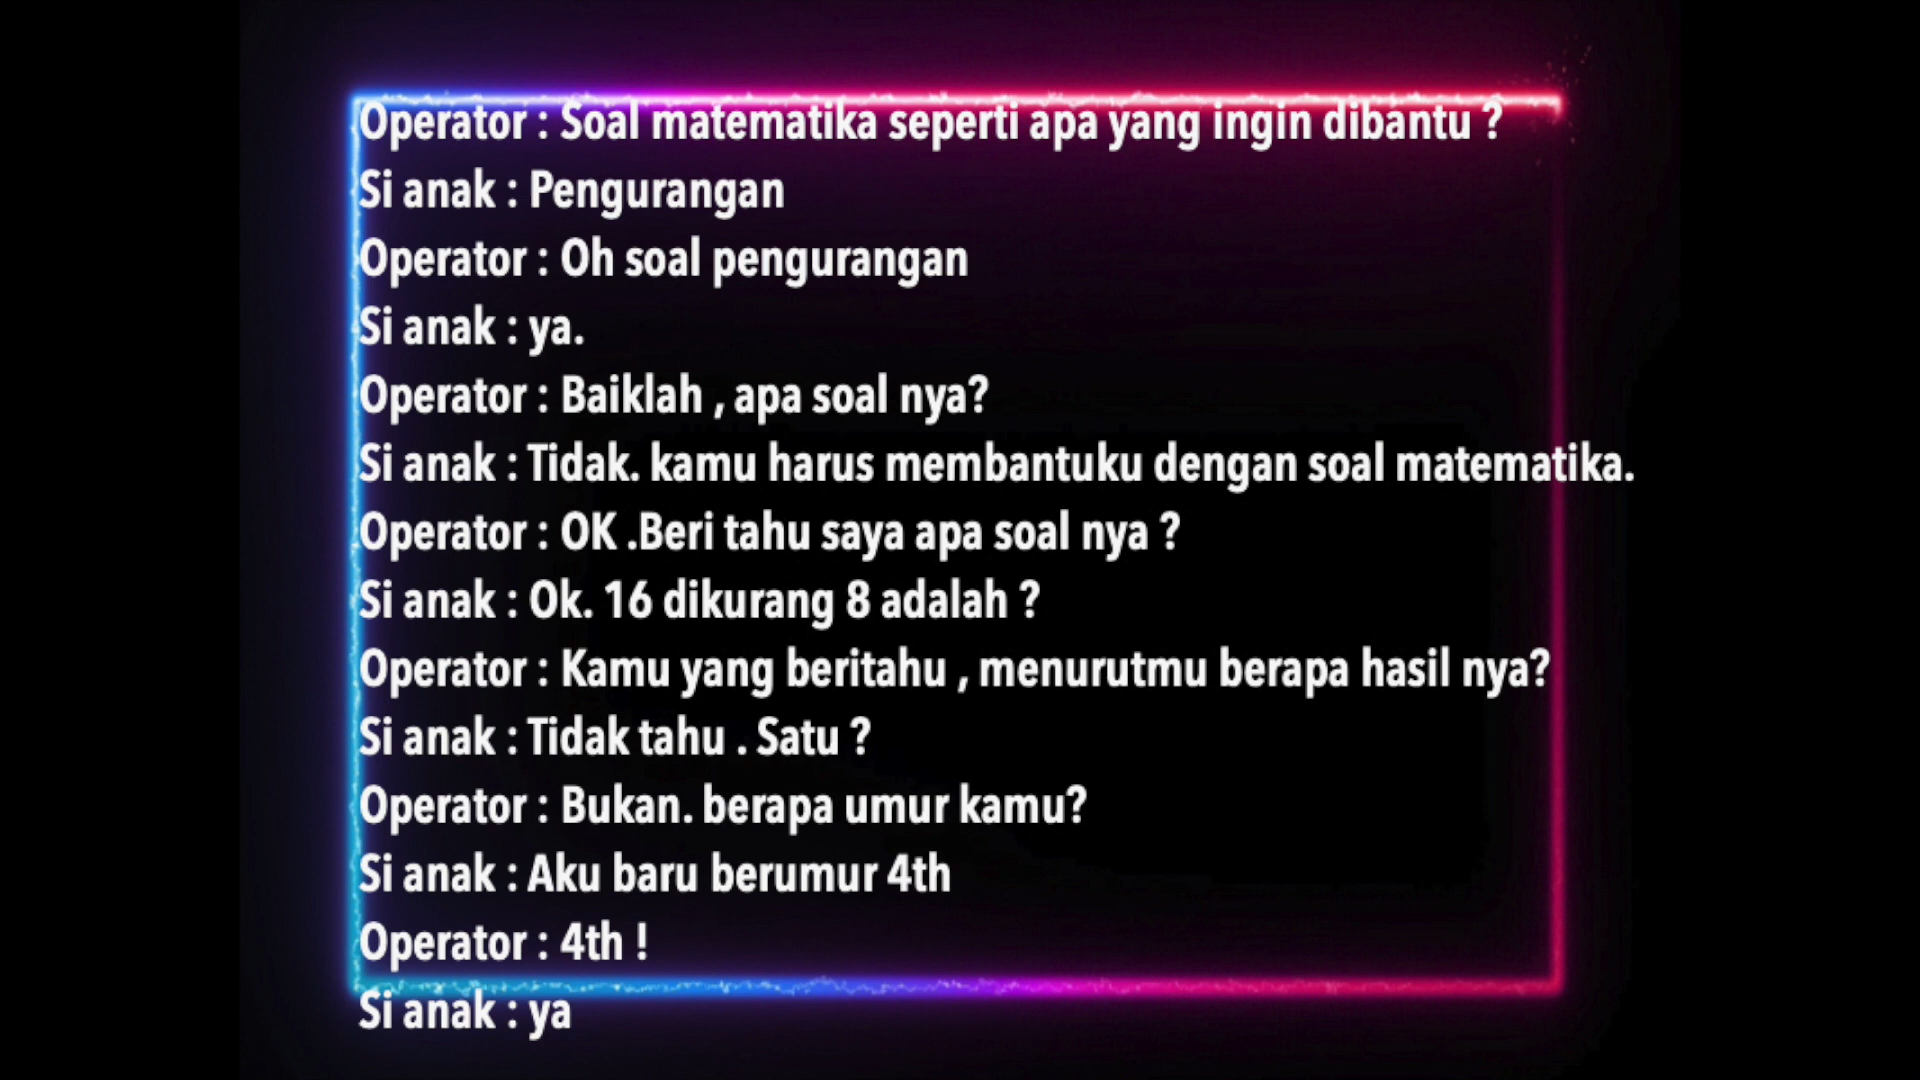 Operator : Soal matematika seperti apa yang ingin dibantu ?
Si anak : Pengurangan
Operator : Oh soal pengurangan
Si anak : ya.
Operator : Baiklah , apa soal nya?
Si anak : Tidak. kamu harus membantuku dengan soal matematika.
Operator : OK .Beri tahu saya apa soal nya ?
Si anak : Ok. 16 dikurang 8 adalah ?
Operator : Kamu yang beritahu , menurutmu berapa hasil nya?
Si anak : Tidak tahu . Satu ?
Operator : Bukan. berapa umur kamu?
Si anak : Aku baru berumur 4th
Operator : 4th !
Si anak : ya